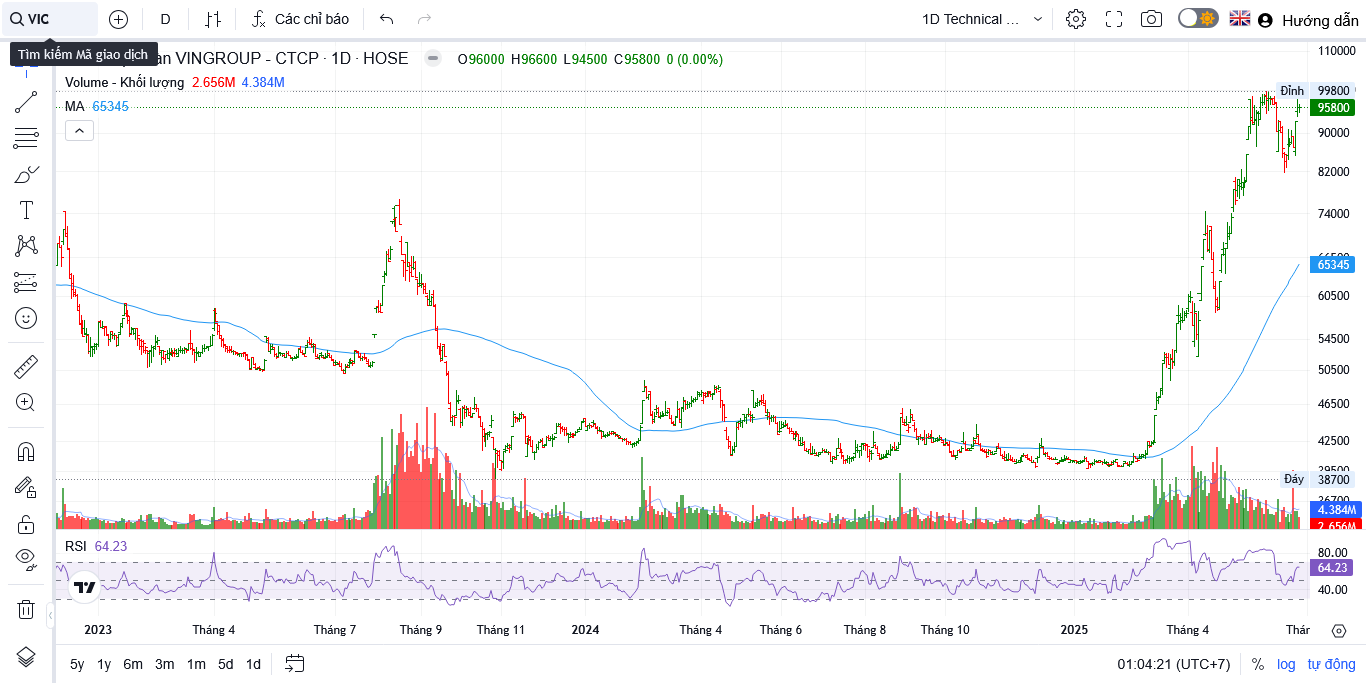 VIC
D
Các chỉ báo
1D Technical ...
Hướng dẫn
Tìm kiếm Mã giao dịch
an VINGROUP - CTCP · 1D · HOSE
O96000 H96600 L94500 C95800 0 (0.00%)
Volume - Khối lượng 2.656M 4.384M
MA 65345
110000
Đỉnh 99800
95800
90000
82000
74000
65345
60500
54500
50500
46500
42500
39500
Đáy 38700
36700
4.384M
2.656M
RSI 64.23
80.00
64.23
40.00
2023 Tháng 4 Tháng 7 Tháng 9 Tháng 11 2024 Tháng 4 Tháng 6 Tháng 8 Tháng 10 2025 Tháng 4 Thár
5y 1y 6m 3m 1m 5d 1d
01:04:21 (UTC+7) % log tự động